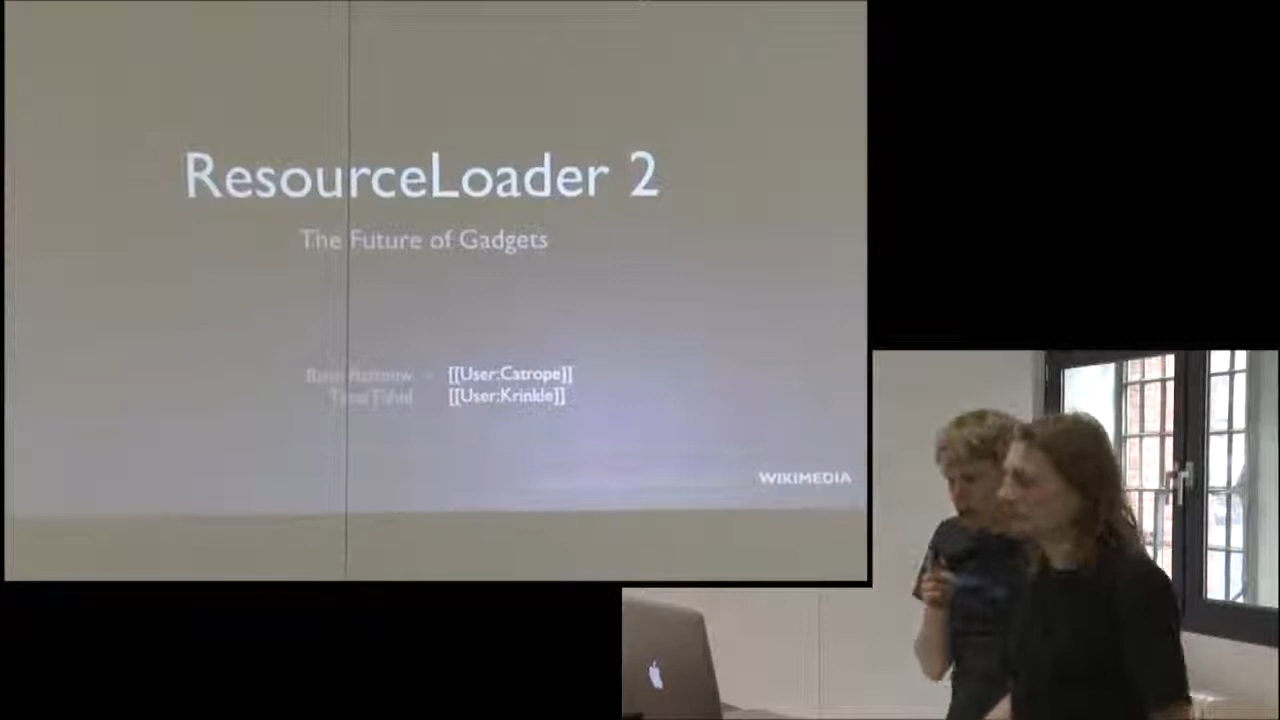 ResourceLoader 2
The Future of Gadgets
[[User:Catrope]]
[[User:Krinkle]]
WIKIMEDIA